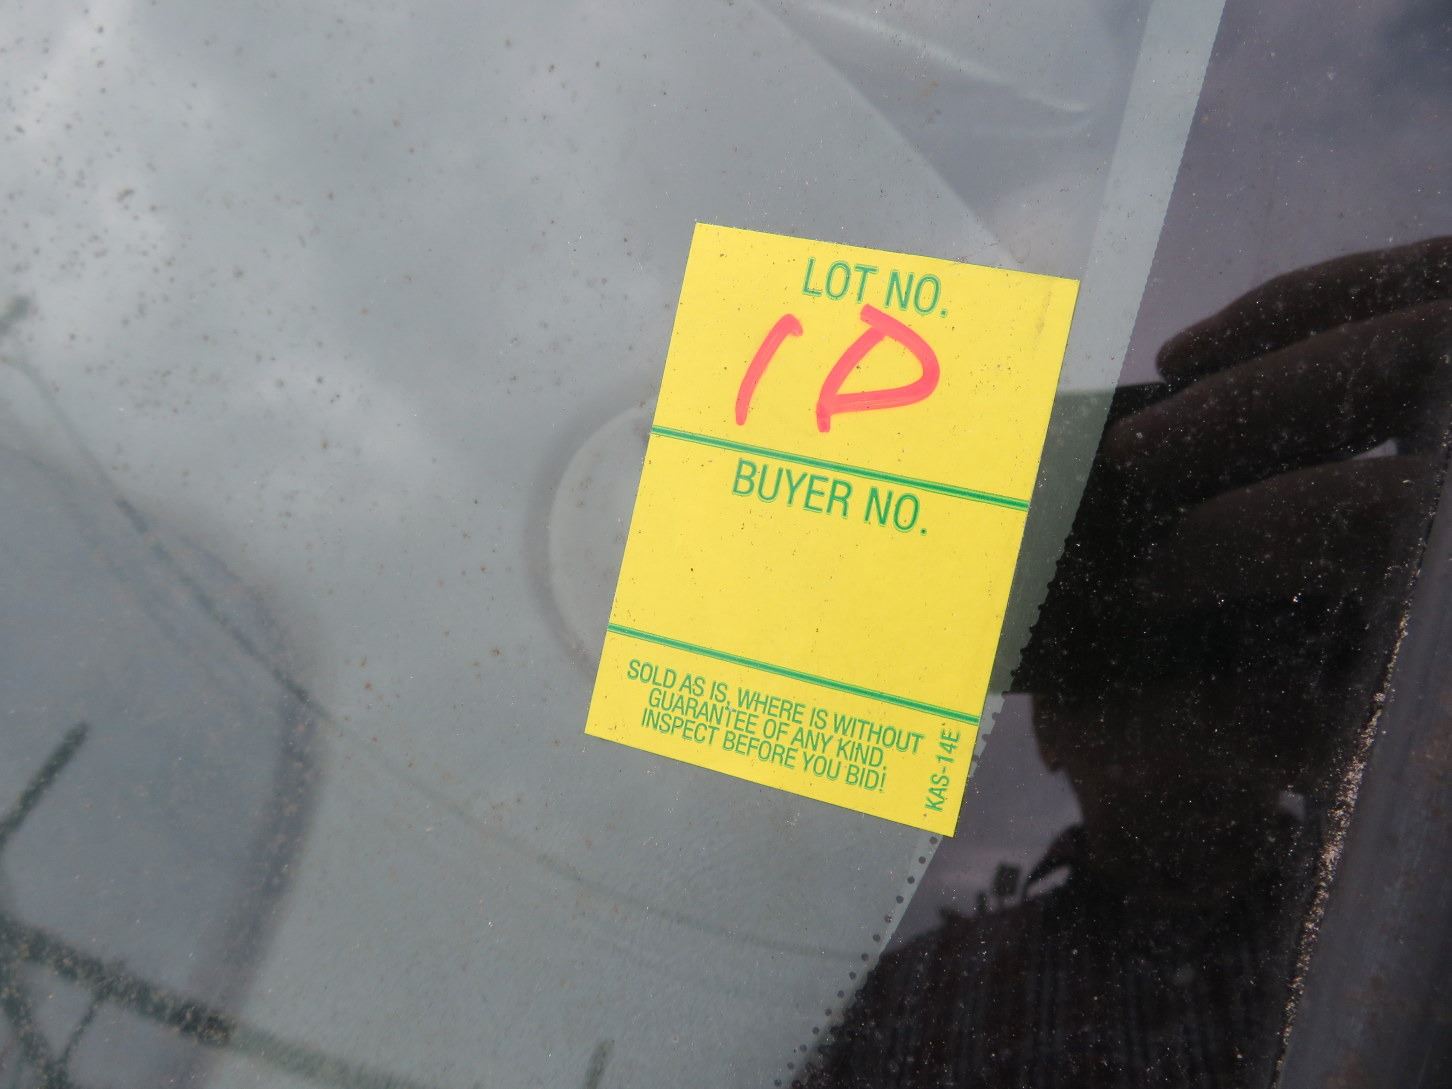 LOT NO.
1D
BUYER NO.
SOLD AS IS, WHERE IS WITHOUT
GUARANTEE OF ANY KIND.
INSPECT BEFORE YOU BID!
KAS-14E